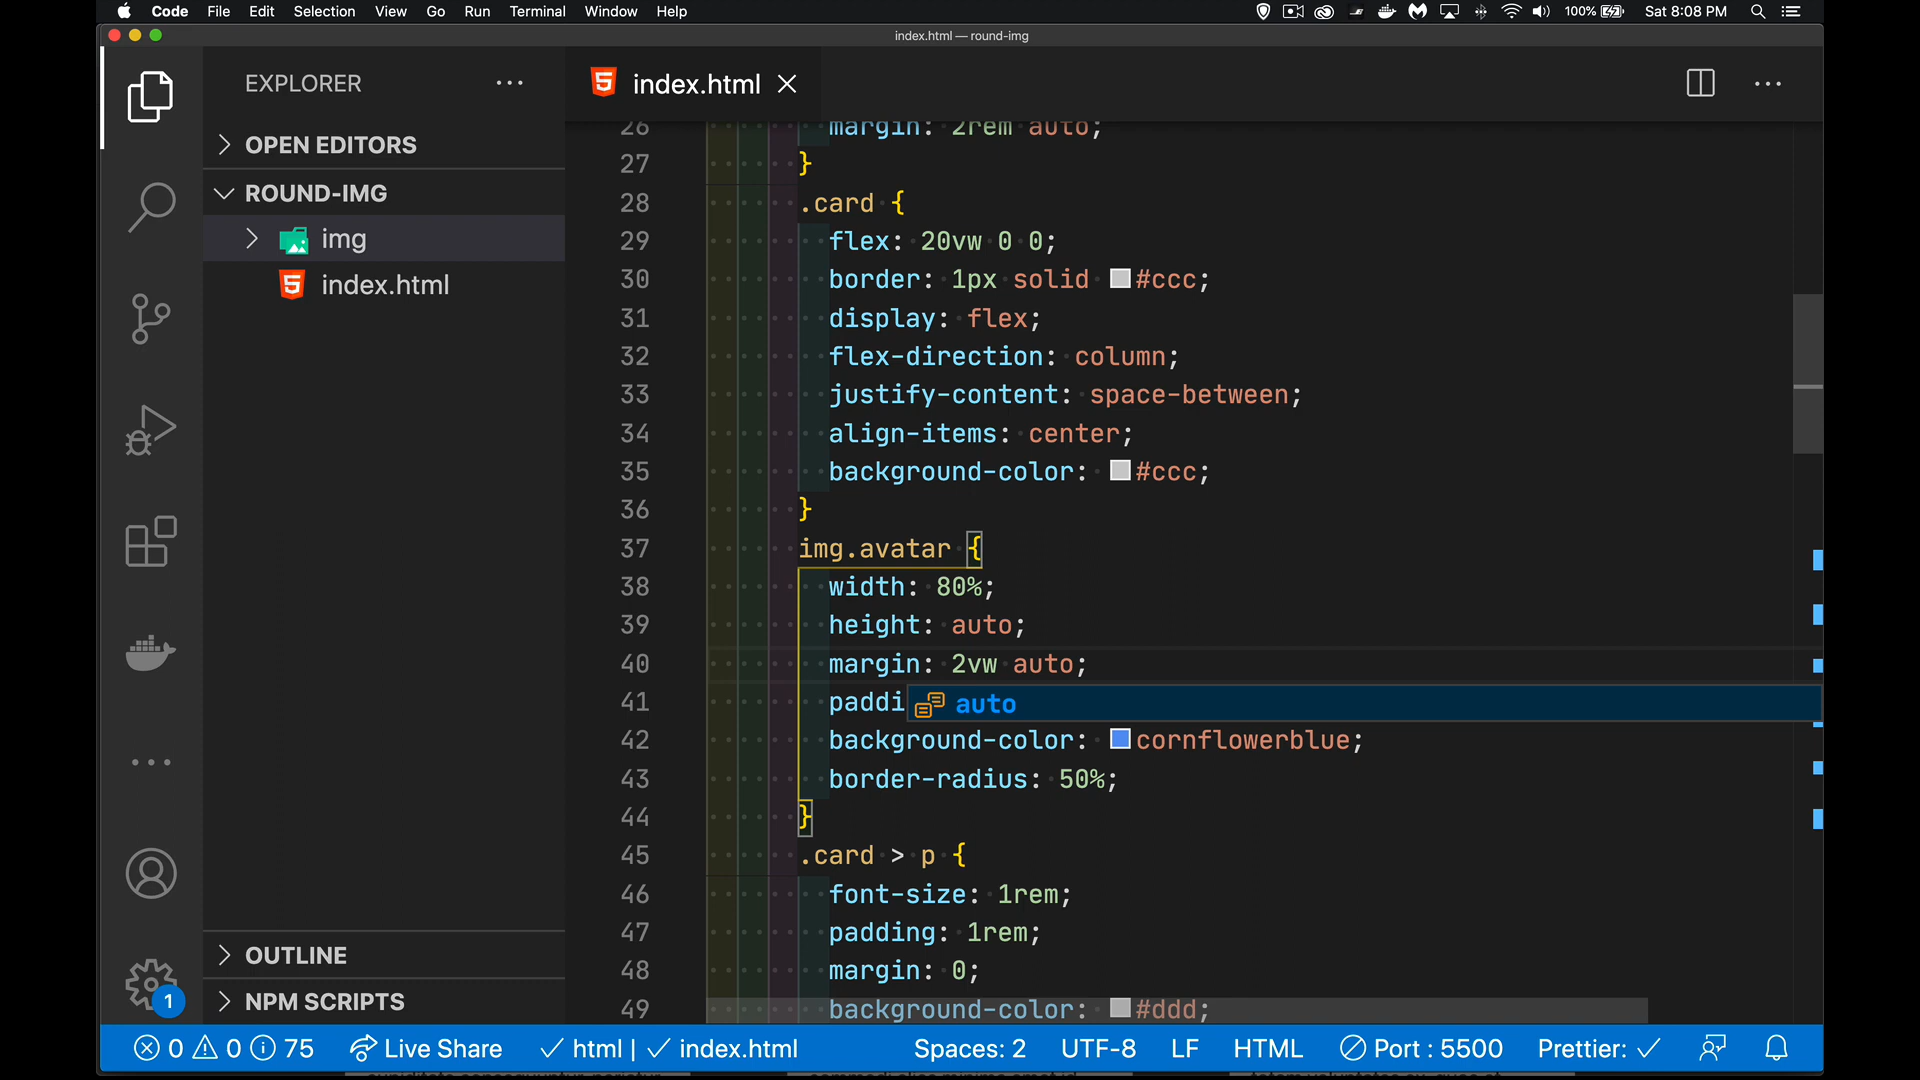 Code File Edit Selection View Go Run Terminal Window Help 100% Sat 8:08 PM
index.html — round-img
EXPLORER
OPEN EDITORS
ROUND-IMG
img
index.html
OUTLINE
NPM SCRIPTS
1
index.html
26 margin: 2rem auto;
27 }
28 .card {
29 flex: 20vw 0 0;
30 border: 1px solid #ccc;
31 display: flex;
32 flex-direction: column;
33 justify-content: space-between;
34 align-items: center;
35 background-color: #ccc;
36 }
37 img.avatar {
38 width: 80%;
39 height: auto;
40 margin: 2vw auto;
41 paddi auto
42 background-color: cornflowerblue;
43 border-radius: 50%;
44 }
45 .card > p {
46 font-size: 1rem;
47 padding: 1rem;
48 margin: 0;
49 background-color: #ddd;
0 0 75 Live Share html | index.html Spaces: 2 UTF-8 LF HTML Port : 5500 Prettier: